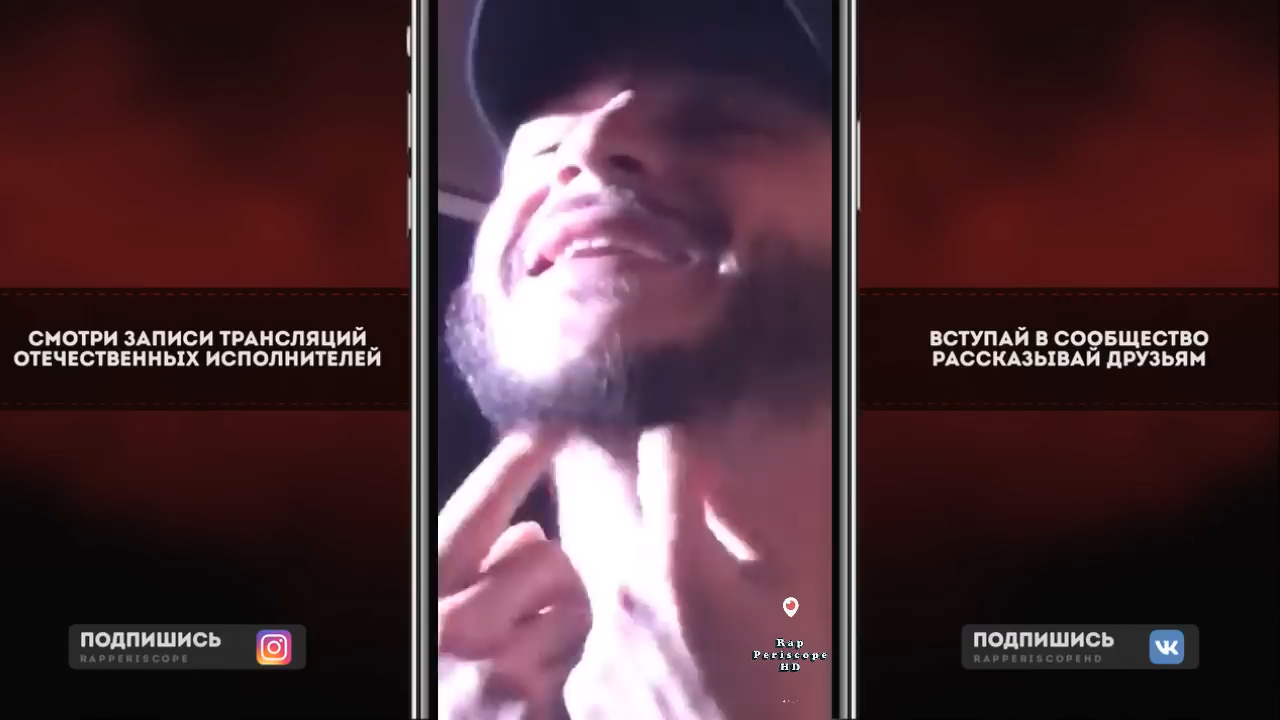 СМОТРИ ЗАПИСИ ТРАНСЛЯЦИЙ
ОТЕЧЕСТВЕННЫХ ИСПОЛНИТЕЛЕЙ
ВСТУПАЙ В СООБЩЕСТВО
РАССКАЗЫВАЙ ДРУЗЬЯМ
Rap
Periscope
HD
ПОДПИШИСЬ
RAPPERISCOPE
ПОДПИШИСЬ
RAPPERISCOPEHD